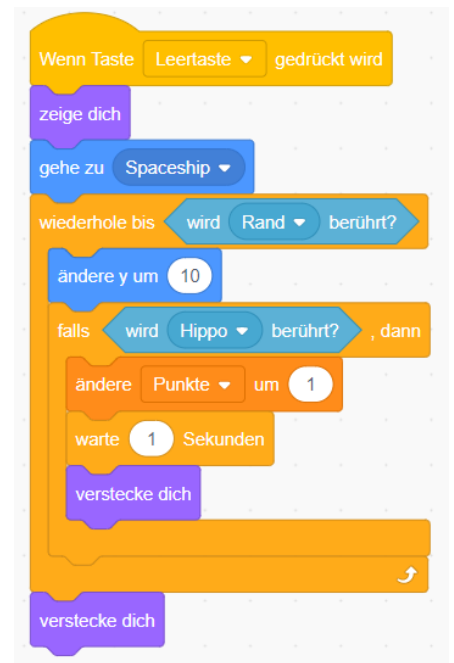 Wenn Taste Leertaste gedrückt wird
zeige dich
gehe zu Spaceship
wiederhole bis wird Rand berührt?
ändere y um 10
falls wird Hippo berührt? , dann
ändere Punkte um 1
warte 1 Sekunden
verstecke dich
verstecke dich